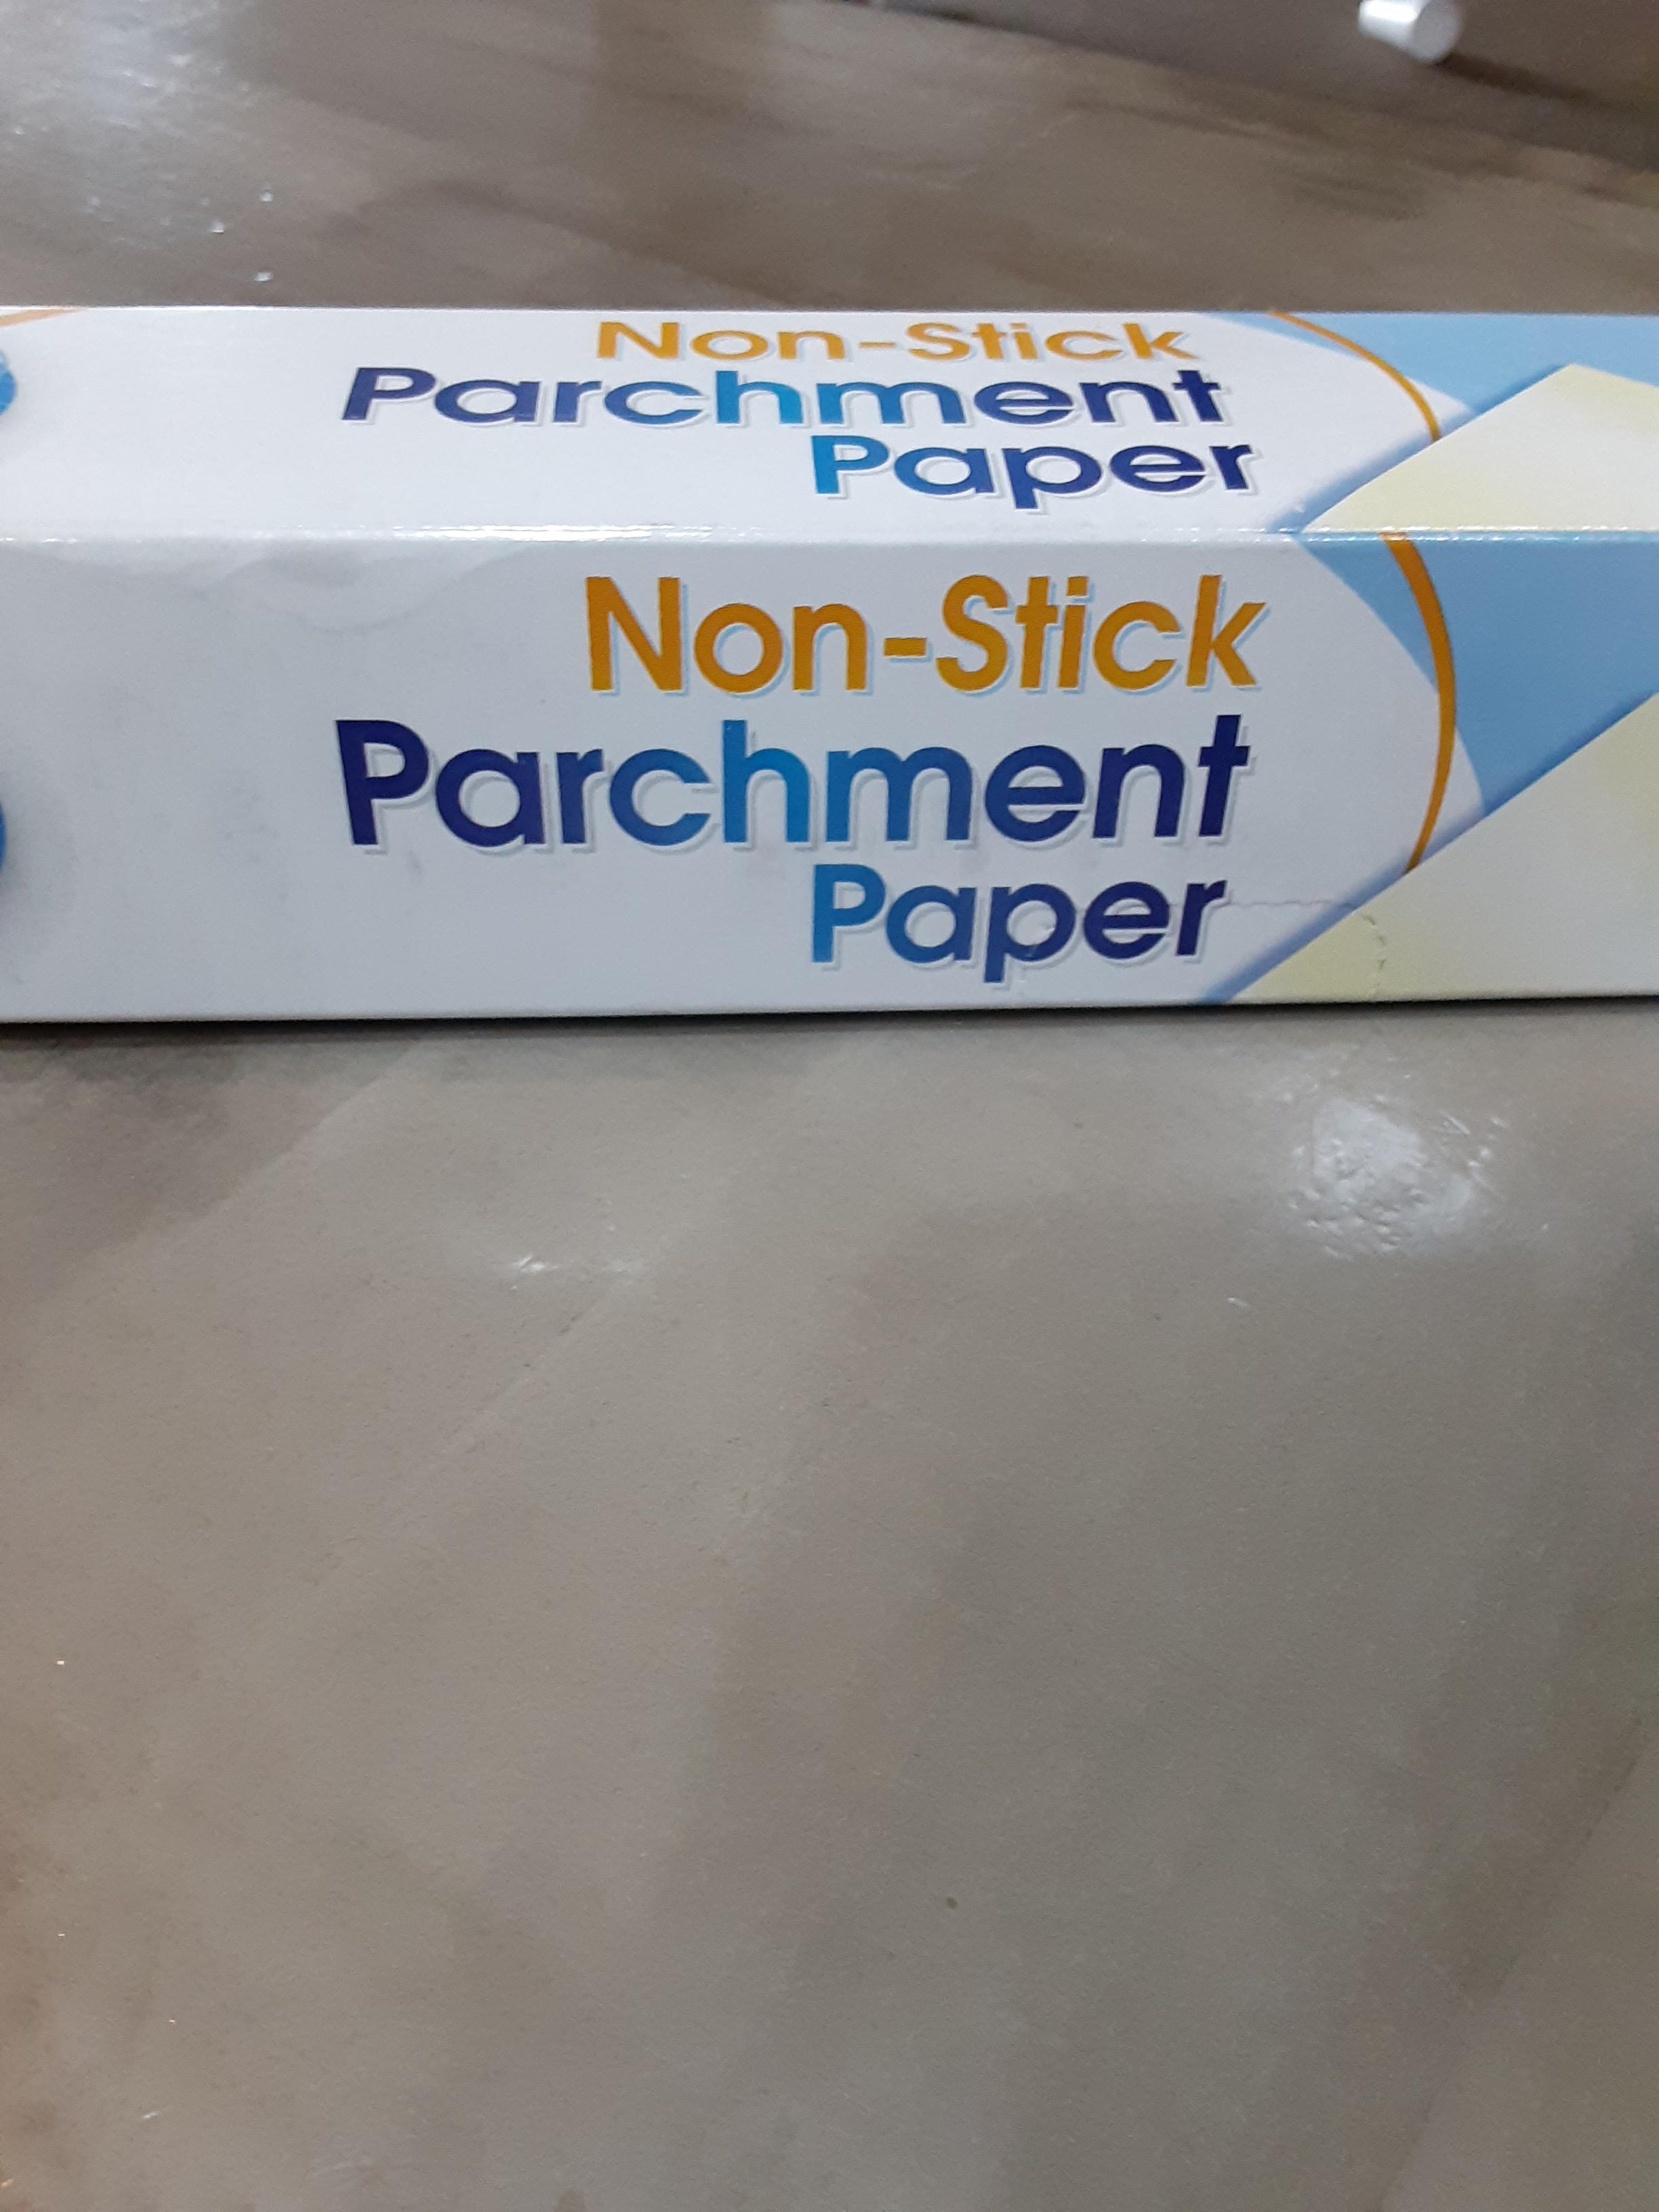 Non-Stick
Parchment
Paper
Non-Stick
Parchment
Paper